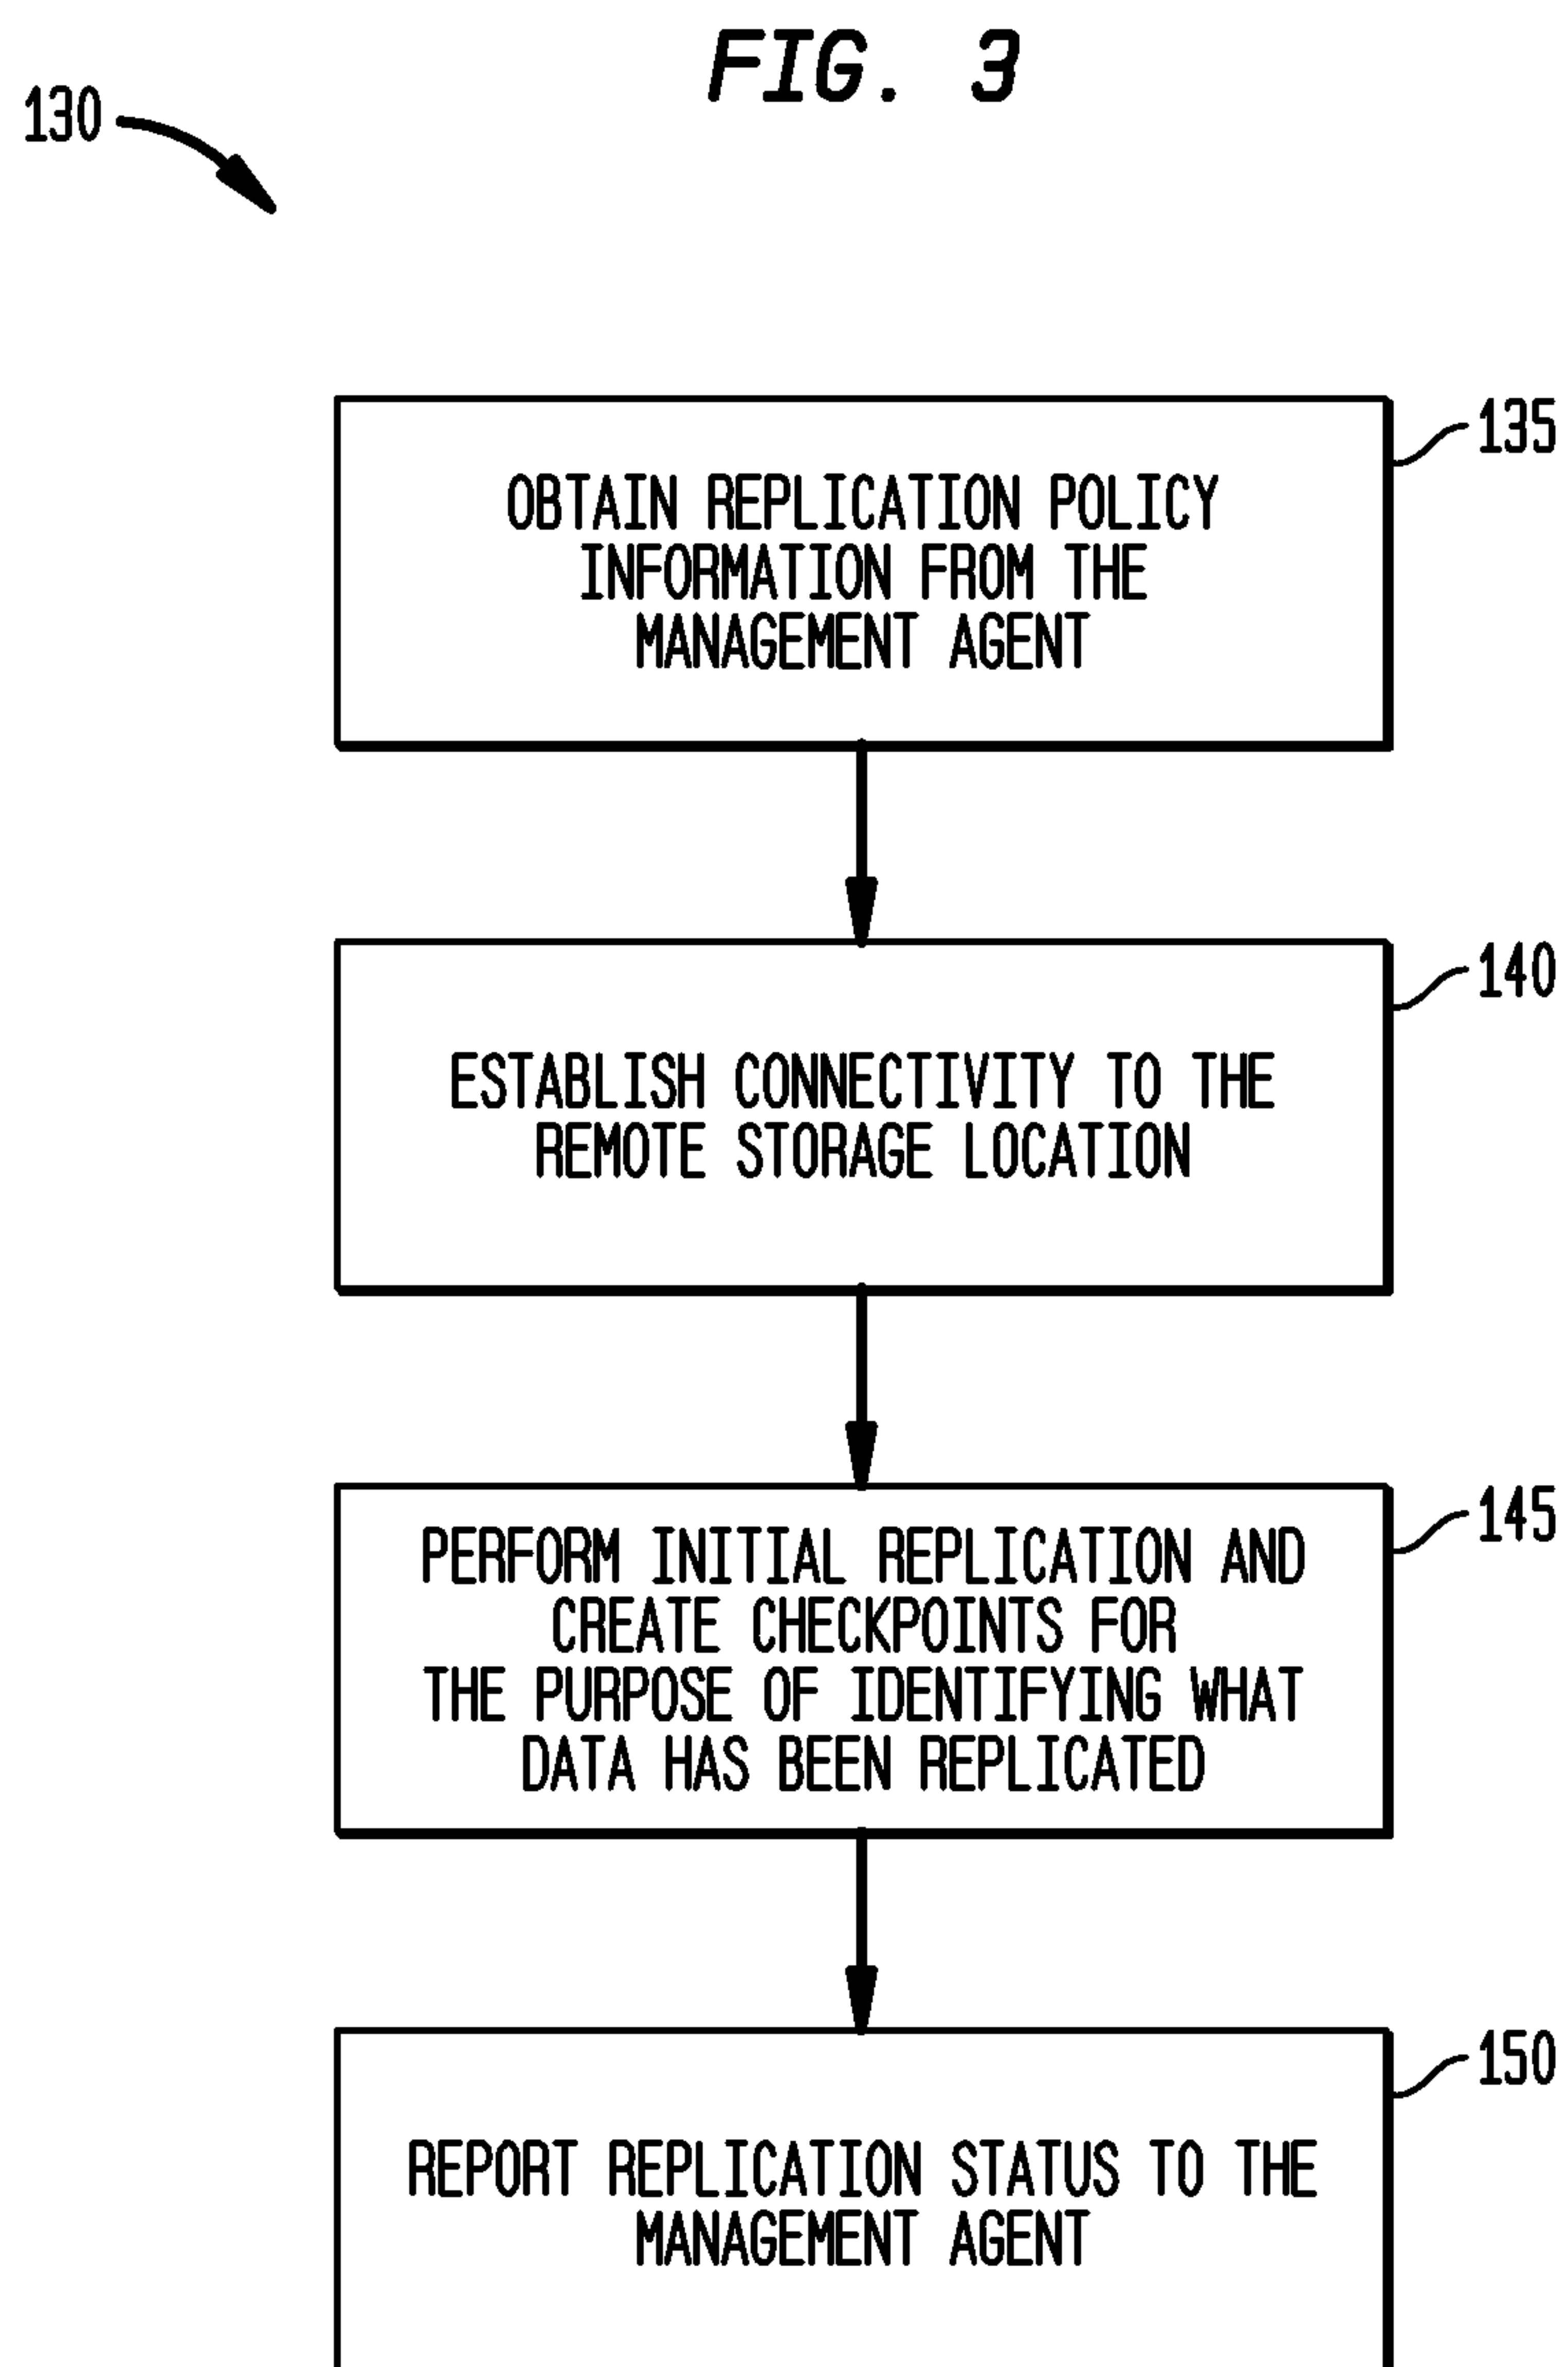 FIG. 3
130
135
OBTAIN REPLICATION POLICY
INFORMATION FROM THE
MANAGEMENT AGENT
140
ESTABLISH CONNECTIVITY TO THE
REMOTE STORAGE LOCATION
145
PERFORM INITIAL REPLICATION AND
CREATE CHECKPOINTS FOR
THE PURPOSE OF IDENTIFYING WHAT
DATA HAS BEEN REPLICATED
150
REPORT REPLICATION STATUS TO THE
MANAGEMENT AGENT